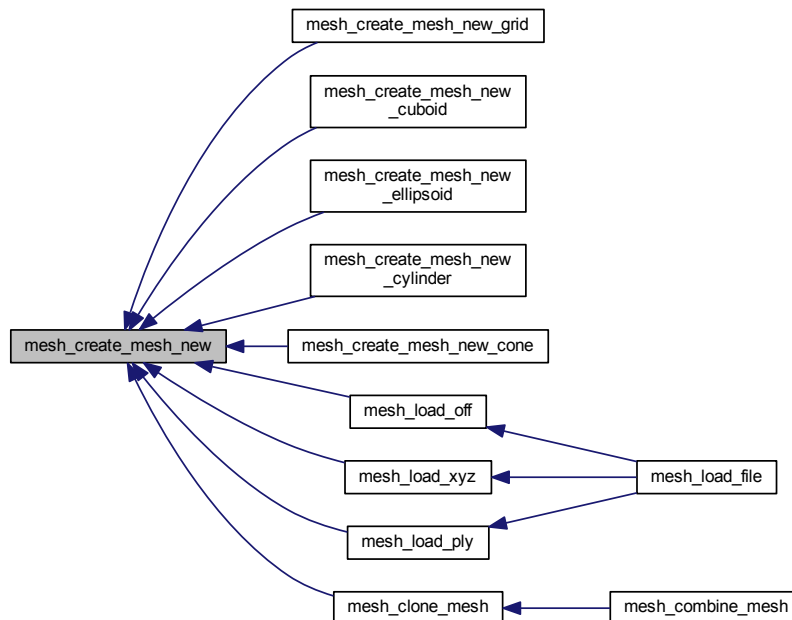 mesh_create_mesh_new_grid
mesh_create_mesh_new
_cuboid
mesh_create_mesh_new
_ellipsoid
mesh_create_mesh_new
_cylinder
mesh_create_mesh_new
mesh_create_mesh_new_cone
mesh_load_off
mesh_load_xyz
mesh_load_file
mesh_load_ply
mesh_clone_mesh
mesh_combine_mesh